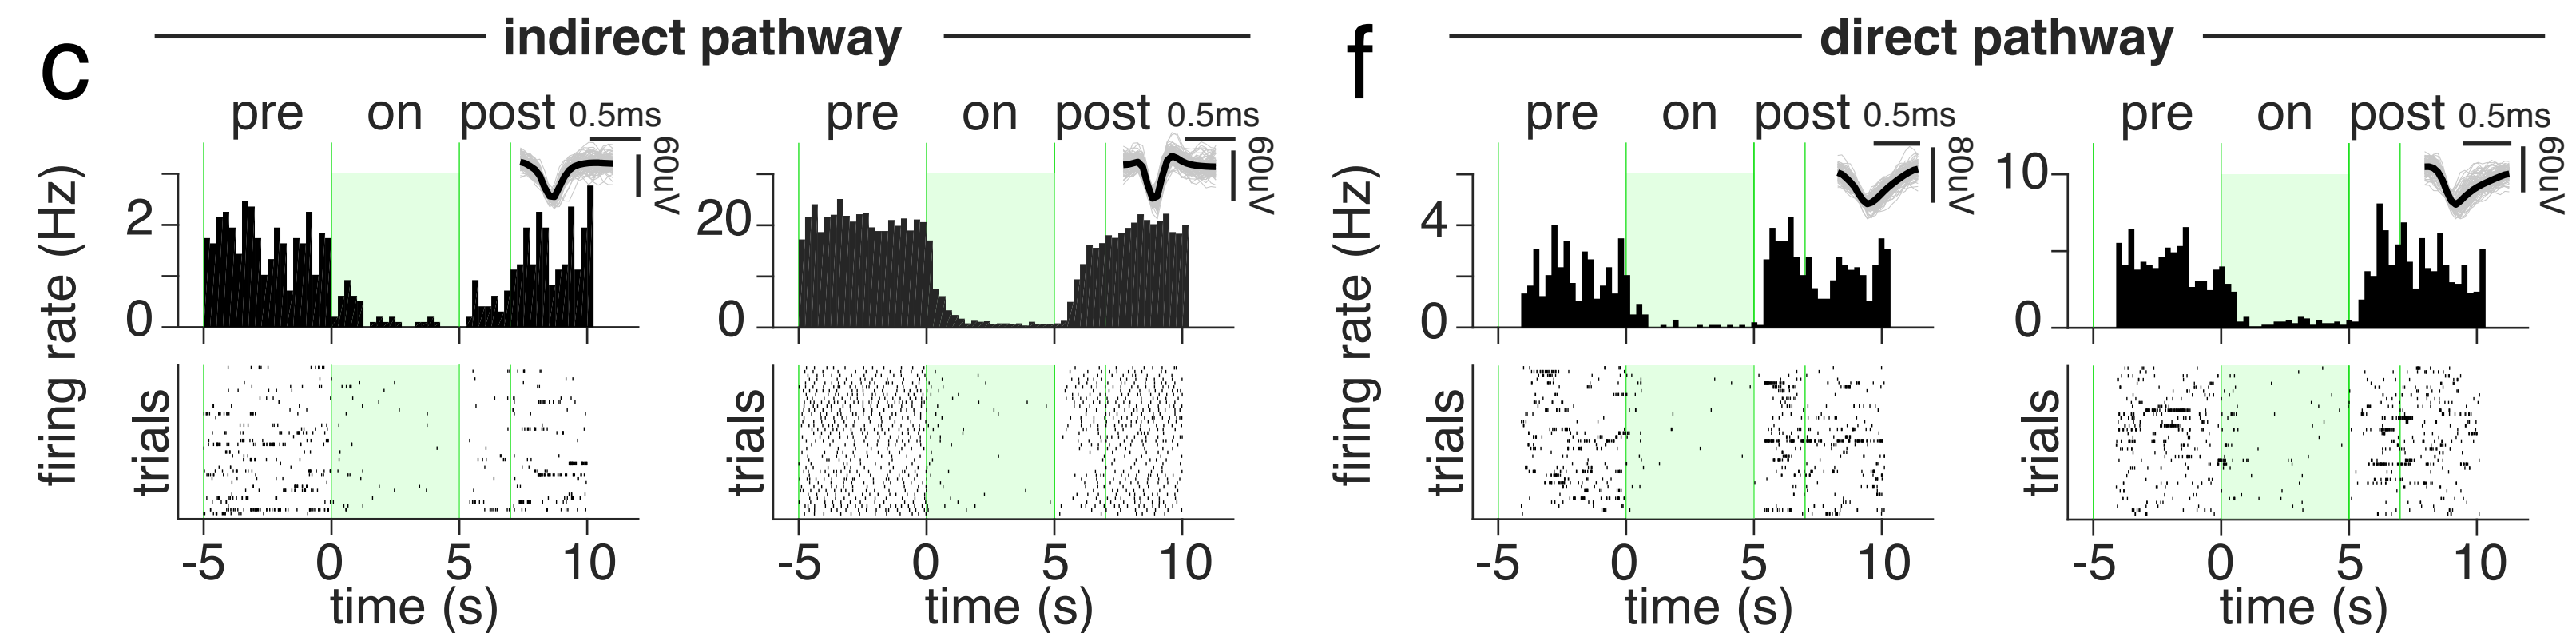 c
indirect pathway
f
direct pathway
pre on post 0.5ms
pre on post 0.5ms
pre on post 0.5ms
pre on post 0.5ms
60uV
60uV
80uV
60uV
firing rate (Hz)
2
0
20
0
firing rate (Hz)
4
0
10
0
trials
trials
trials
trials
-5 0 5 10
-5 0 5 10
-5 0 5 10
-5 0 5 10
time (s)
time (s)
time (s)
time (s)